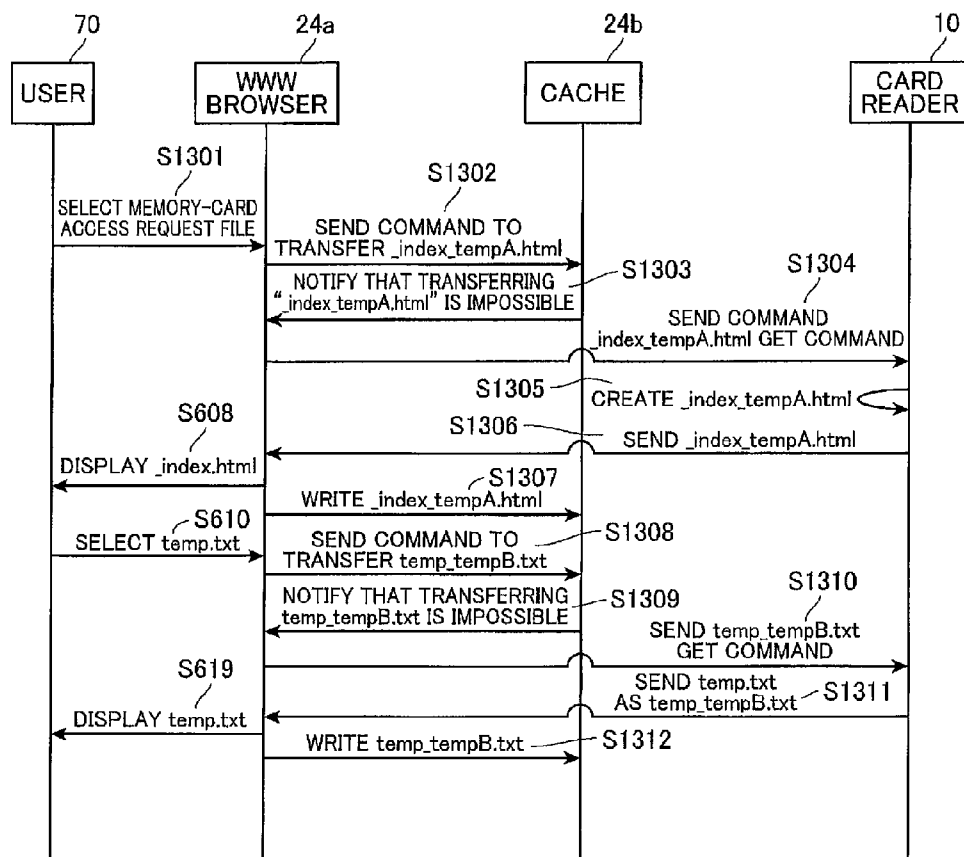 70
24a
24b
10
USER
WWW
BROWSER
CACHE
CARD
READER
S1301
SELECT MEMORY-CARD
ACCESS REQUEST FILE
S1302
SEND COMMAND TO
TRANSFER _index_tempA.html
NOTIFY THAT TRANSFERRING
"_index_tempA.html" IS IMPOSSIBLE
S1303
S1304
SEND COMMAND
_index_tempA.html GET COMMAND
S1305
CREATE _index_tempA.html
S1306
SEND _index_tempA.html
S608
DISPLAY _index.html
S1307
WRITE _index_tempA.html
S610
SELECT temp.txt
S1308
SEND COMMAND TO
TRANSFER temp_tempB.txt
NOTIFY THAT TRANSFERRING
temp_tempB.txt IS IMPOSSIBLE
S1309
S1310
SEND temp_tempB.txt
GET COMMAND
S619
DISPLAY temp.txt
SEND temp.txt
AS temp_tempB.txt
S1311
WRITE temp_tempB.txt
S1312